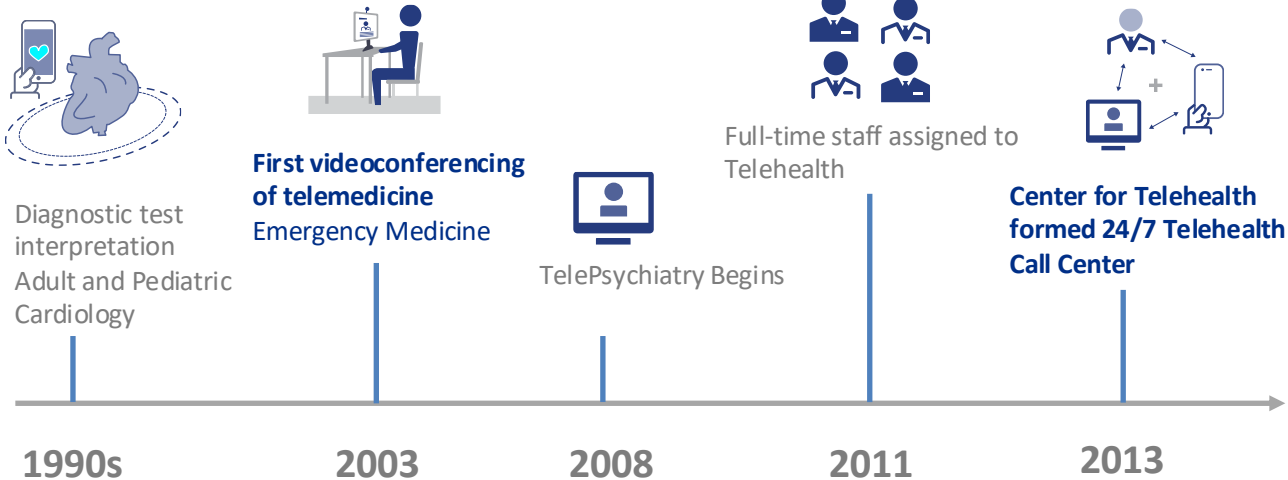 Diagnostic test
interpretation
Adult and Pediatric
Cardiology
First videoconferencing
of telemedicine
Emergency Medicine
TelePsychiatry Begins
Full-time staff assigned to
Telehealth
Center for Telehealth
formed 24/7 Telehealth
Call Center
1990s
2003
2008
2011
2013